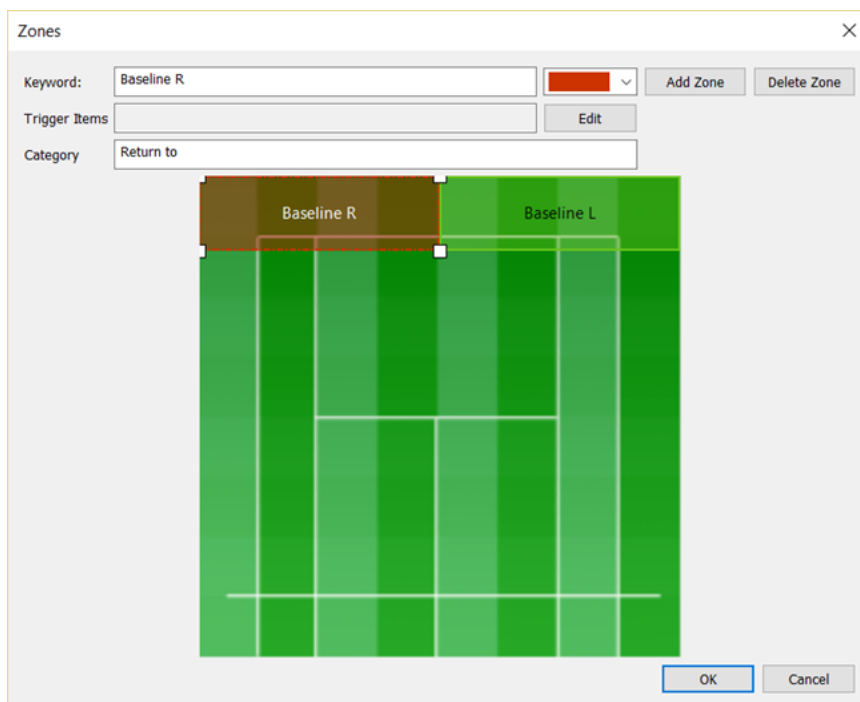 Zones
Keyword: Baseline R Add Zone Delete Zone
Trigger Items Edit
Category Return to
Baseline R Baseline L
OK Cancel